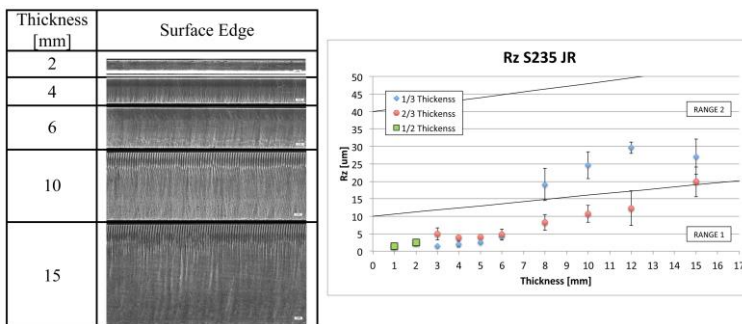 Thickness
[mm]
Surface Edge
2
4
6
10
15
Rz S235 JR
Rz [um]
50
45
40
35
30
25
20
15
10
5
0
1/3 Thickenss
2/3 Thickenss
1/2 Thickenss
RANGE 2
RANGE 1
0 1 2 3 4 5 6 7 8 9 10 11 12 13 14 15 16 17
Thickness [mm]